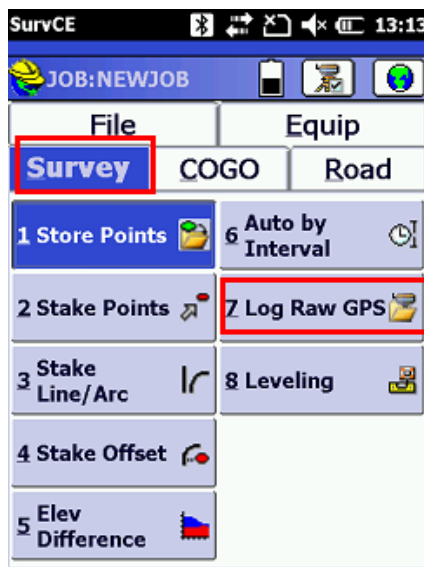 SurvCE 13:13
JOB:NEWJOB
File Equip
Survey COGO Road
1 Store Points
6 Auto by
Interval
2 Stake Points
7 Log Raw GPS
3 Stake
Line/Arc
8 Leveling
4 Stake Offset
5 Elev
Difference